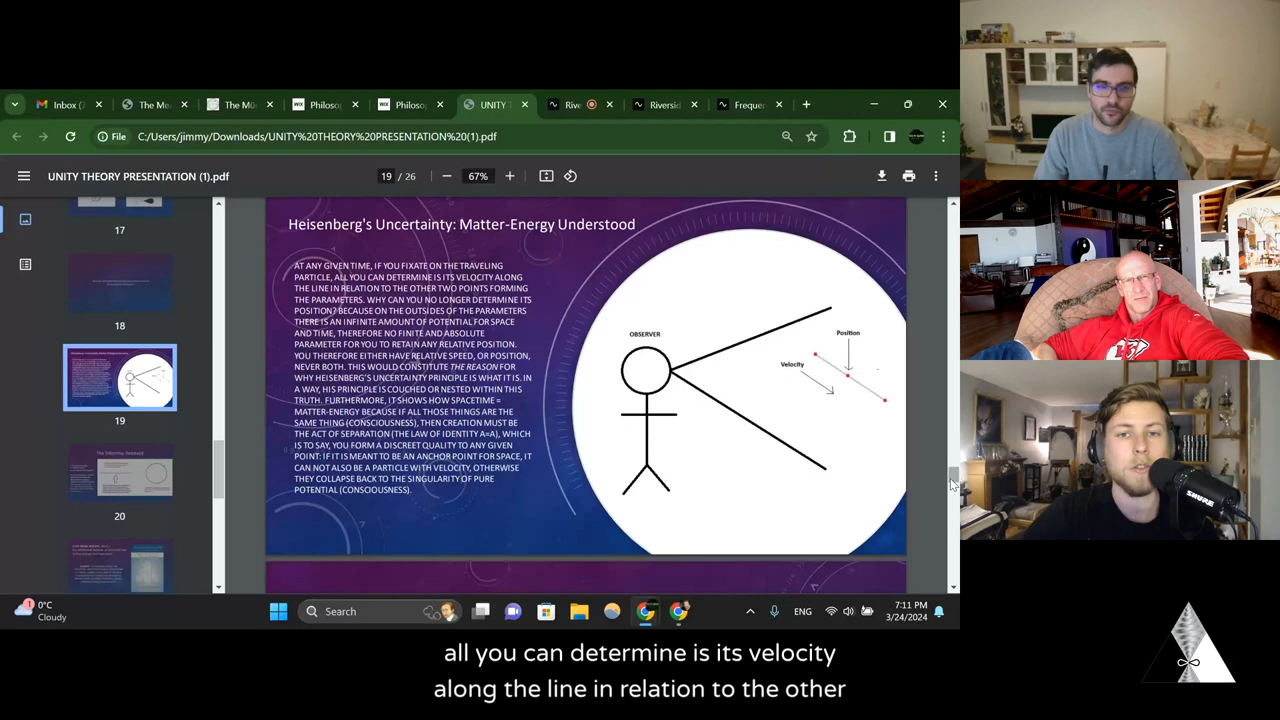 Inbox (7
The Me
The Mü
Philoso
Philoso
UNITY
Rive
Riversid
Frequer
File
C:/Users/jimmy/Downloads/UNITY%20THEORY%20PRESENTATION%20(1).pdf
UNITY THEORY PRESENTATION (1).pdf
19 / 26
67%
17
18
19
20
Heisenberg's Uncertainty: Matter-Energy Understood
AT ANY GIVEN TIME, IF YOU FIXATE ON THE TRAVELING
PARTICLE, ALL YOU CAN DETERMINE IS ITS VELOCITY ALONG
THE LINE IN RELATION TO THE OTHER TWO POINTS FORMING
THE PARAMETERS. WHY CAN YOU NO LONGER DETERMINE ITS
POSITION? BECAUSE ON THE OUTSIDES OF THE PARAMETERS
THERE IS AN INFINITE AMOUNT OF POTENTIAL FOR SPACE
AND TIME, THEREFORE NO FINITE AND ABSOLUTE
PARAMETER FOR YOU TO RETAIN ANY RELATIVE POSITION.
YOU THEREFORE EITHER HAVE RELATIVE SPEED, OR POSITION,
NEVER BOTH. THIS WOULD CONSTITUTE THE REASON FOR
WHY HEISENBERG'S UNCERTAINTY PRINCIPLE IS WHAT IT IS. IN
A WAY, HIS PRINCIPLE IS COUCHED OR NESTED WITHIN THIS
TRUTH. FURTHERMORE, IT SHOWS HOW SPACETIME =
MATTER-ENERGY BECAUSE IF ALL THOSE THINGS ARE THE
SAME THING (CONSCIOUSNESS), THEN CREATION MUST BE
THE ACT OF SEPARATION (THE LAW OF IDENTITY A=A), WHICH
IS TO SAY, YOU FORM A DISCREET QUALITY TO ANY GIVEN
POINT: IF IT IS MEANT TO BE AN ANCHOR POINT FOR SPACE, IT
CAN NOT ALSO BE A PARTICLE WITH VELOCITY, OTHERWISE
THEY COLLAPSE BACK TO THE SINGULARITY OF PURE
POTENTIAL (CONSCIOUSNESS).
OBSERVER
Position
Velocity
SHURE
1
0°C
Cloudy
Search
ENG
7:11 PM
3/24/2024
all you can determine is its velocity
along the line in relation to the other